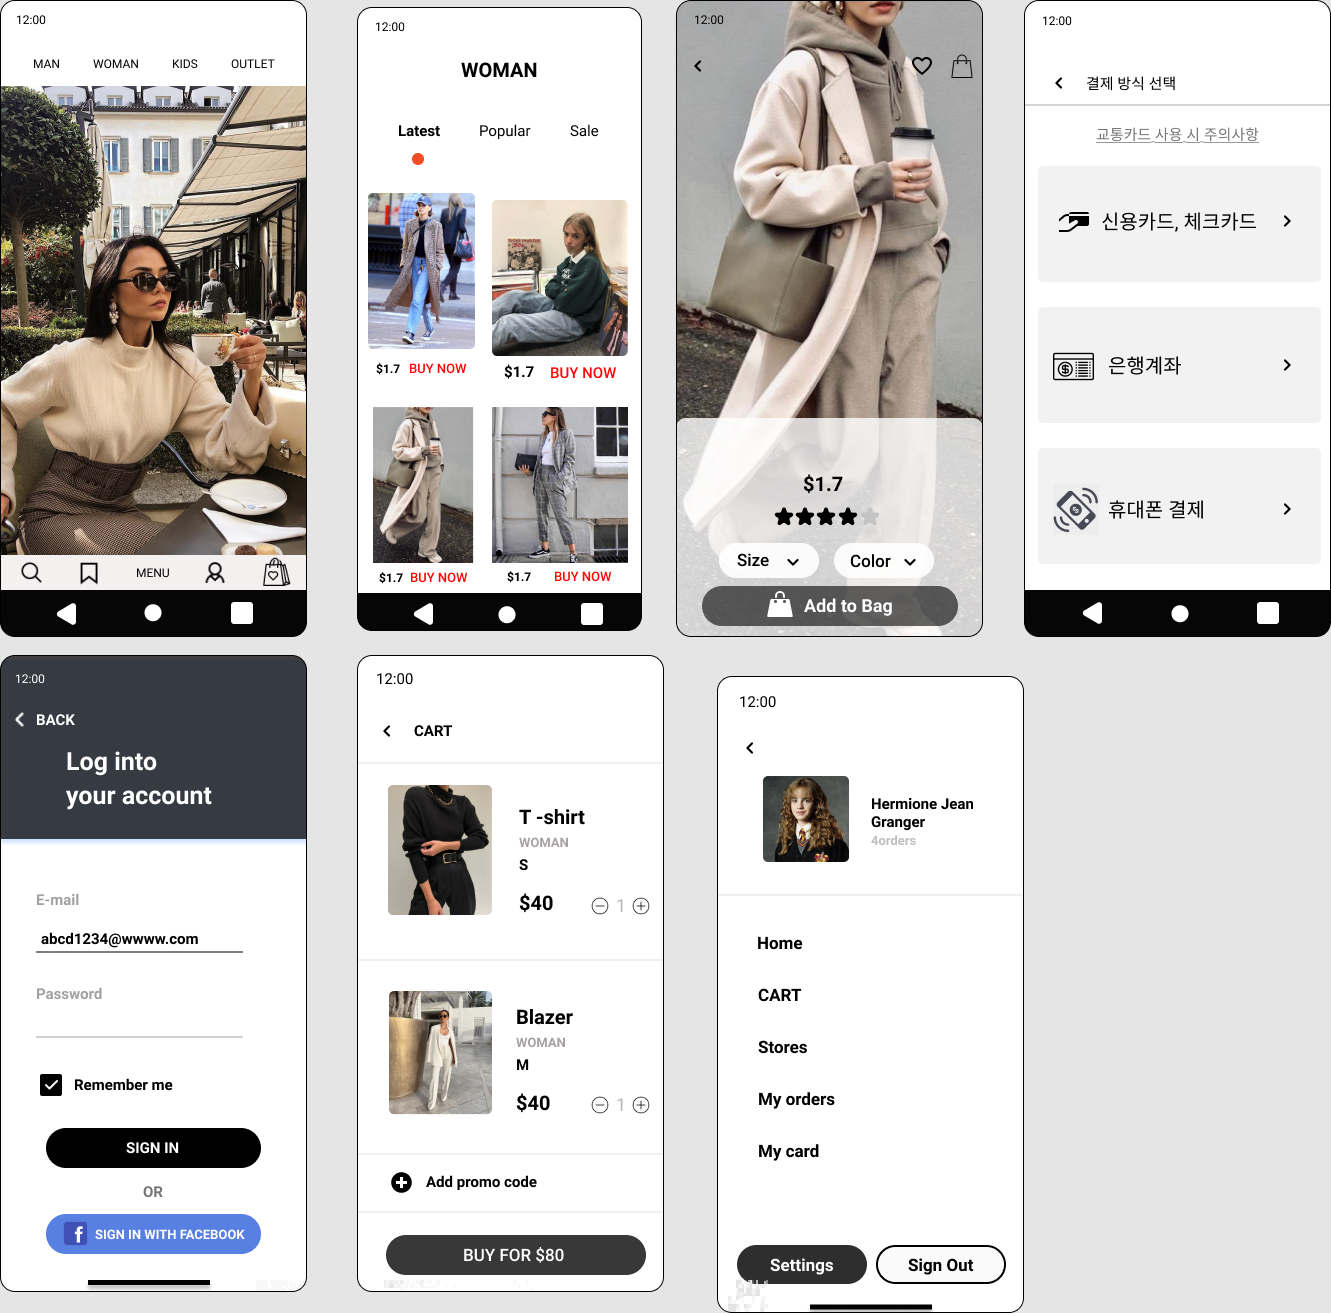 12:00
MAN WOMAN KIDS OUTLET
MENU
12:00
WOMAN
Latest Popular Sale
$1.7 BUY NOW
$1.7 BUY NOW
$1.7 BUY NOW
$1.7 BUY NOW
12:00
$1.7
Size Color
Add to Bag
12:00
결제 방식 선택
교통카드 사용 시 주의사항
신용카드, 체크카드
은행계좌
휴대폰 결제
12:00
BACK
Log into
your account
E-mail
abcd1234@wwww.com
Password
Remember me
SIGN IN
OR
f SIGN IN WITH FACEBOOK
12:00
CART
T -shirt
WOMAN
S
$40 1
Blazer
WOMAN
M
$40 1
Add promo code
BUY FOR $80
12:00
Hermione Jean
Granger
4orders
Home
CART
Stores
My orders
My card
Settings Sign Out